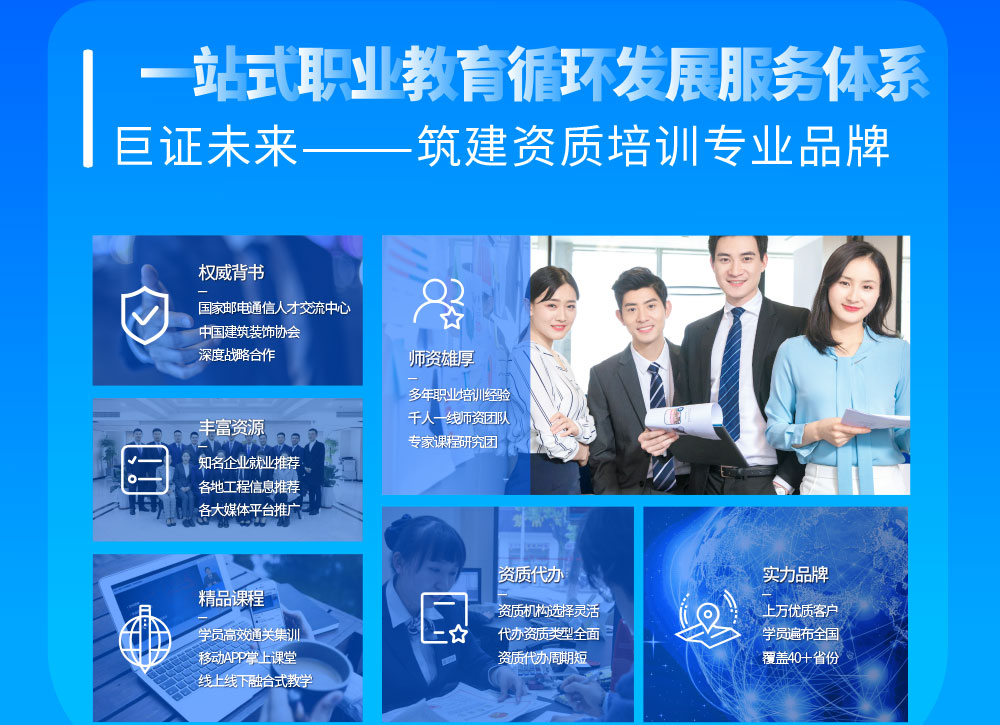 一站式职业教育循环发展服务体系
巨证未来——筑建资质培训专业品牌
权威背书
国家邮电通信人才交流中心
中国建筑装饰协会
深度战略合作
师资雄厚
多年职业培训经验
千人一线师资团队
专家课程研究团
丰富资源
知名企业就业推荐
各地工程信息推荐
各大媒体平台推广
精品课程
学员高效通关集训
移动APP掌上课堂
线上线下融合式教学
资质代办
资质机构选择灵活
代办资质类型全面
资质代办周期短
实力品牌
上万优质客户
学员遍布全国
覆盖40+省份